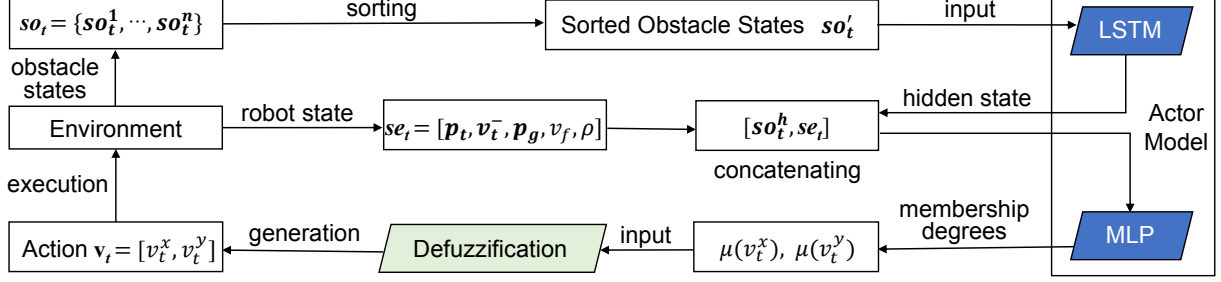 so_t = {so_t^1, ⋯, so_t^n}
sorting
Sorted Obstacle States so_t′
input
LSTM
obstacle
states
hidden state
Actor
Model
Environment
robot state
se_t = [p_t, v_t^−, p_g, v_f, ρ]
[so_t^h, se_t]
concatenating
execution
membership
degrees
Action v_t = [v_t^x, v_t^y]
generation
Defuzzification
input
μ(v_t^x), μ(v_t^y)
MLP